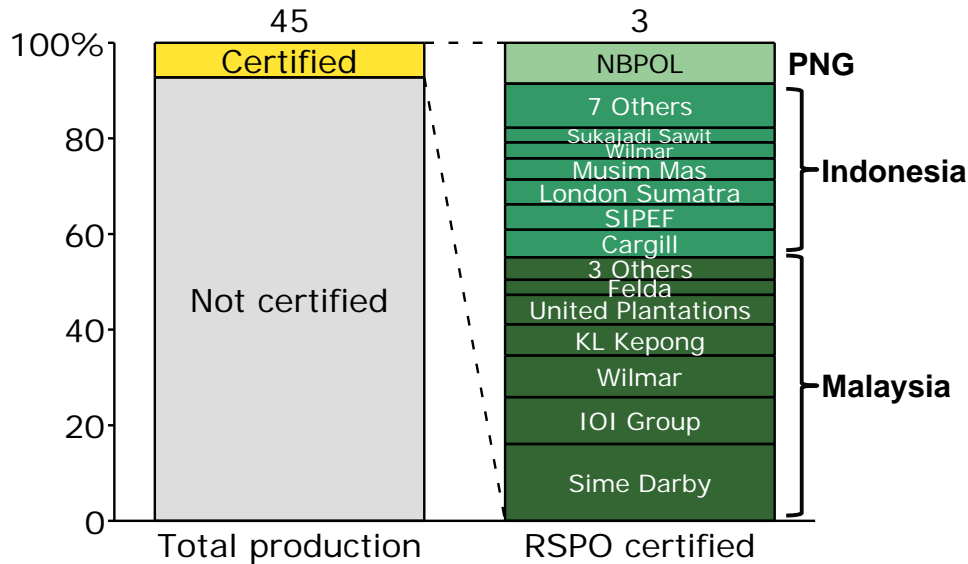 45
3
100%
Certified
NBPOL
PNG
7 Others
80
Sukajadi Sawit
Wilmar
Musim Mas
Indonesia
London Sumatra
60
SIPEF
Cargill
3 Others
Not certified
Felda
United Plantations
40
KL Kepong
Wilmar
Malaysia
20
IOI Group
Sime Darby
0
Total production
RSPO certified